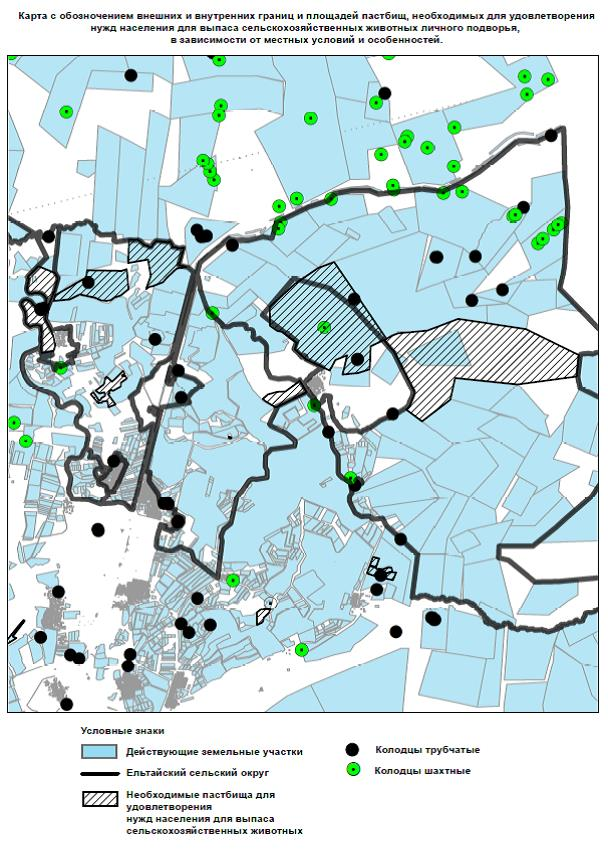 Карта с обозночением внешних и внутренних границ и площадей пастбищ, необходимых для удовлетворения
нужд населения для выпаса сельскохозяйственных животных личного подворья,
в зависимости от местных условий и особенностей.
Условные знаки
Действующие земельные участки
Ельтайский сельский округ
Необходимые пастбища для
удовлетворения
нужд населения для выпаса
сельскохозяйственных животных
Колодцы трубчатые
Колодцы шахтные